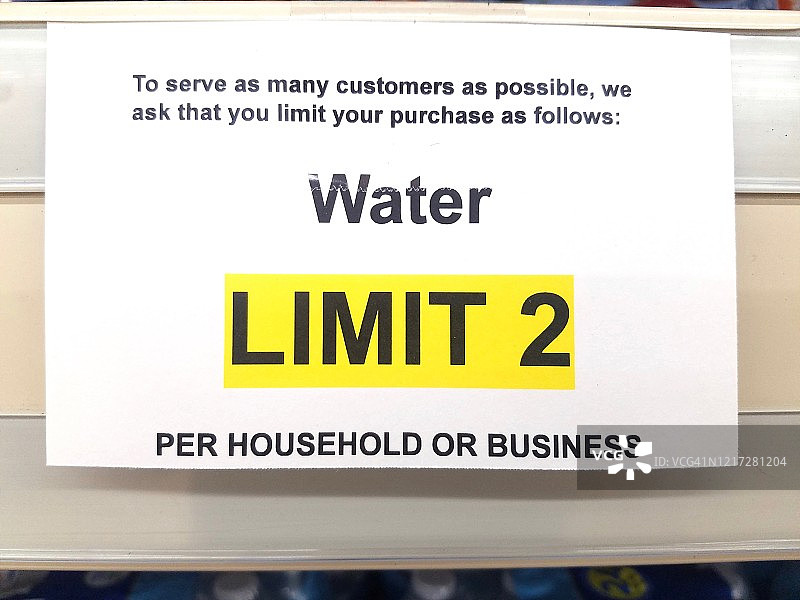 To serve as many customers as possible, we
ask that you limit your purchase as follows:
Water
LIMIT 2
PER HOUSEHOLD OR BUSINESS
VCG
ID: VCG41N1217281204